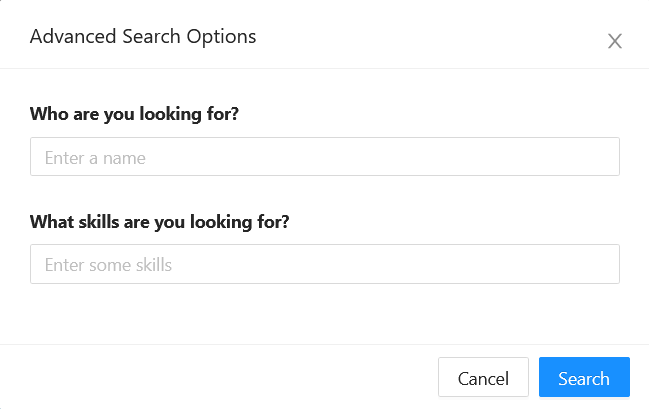 Advanced Search Options
Who are you looking for?
Enter a name
What skills are you looking for?
Enter some skills
Cancel
Search